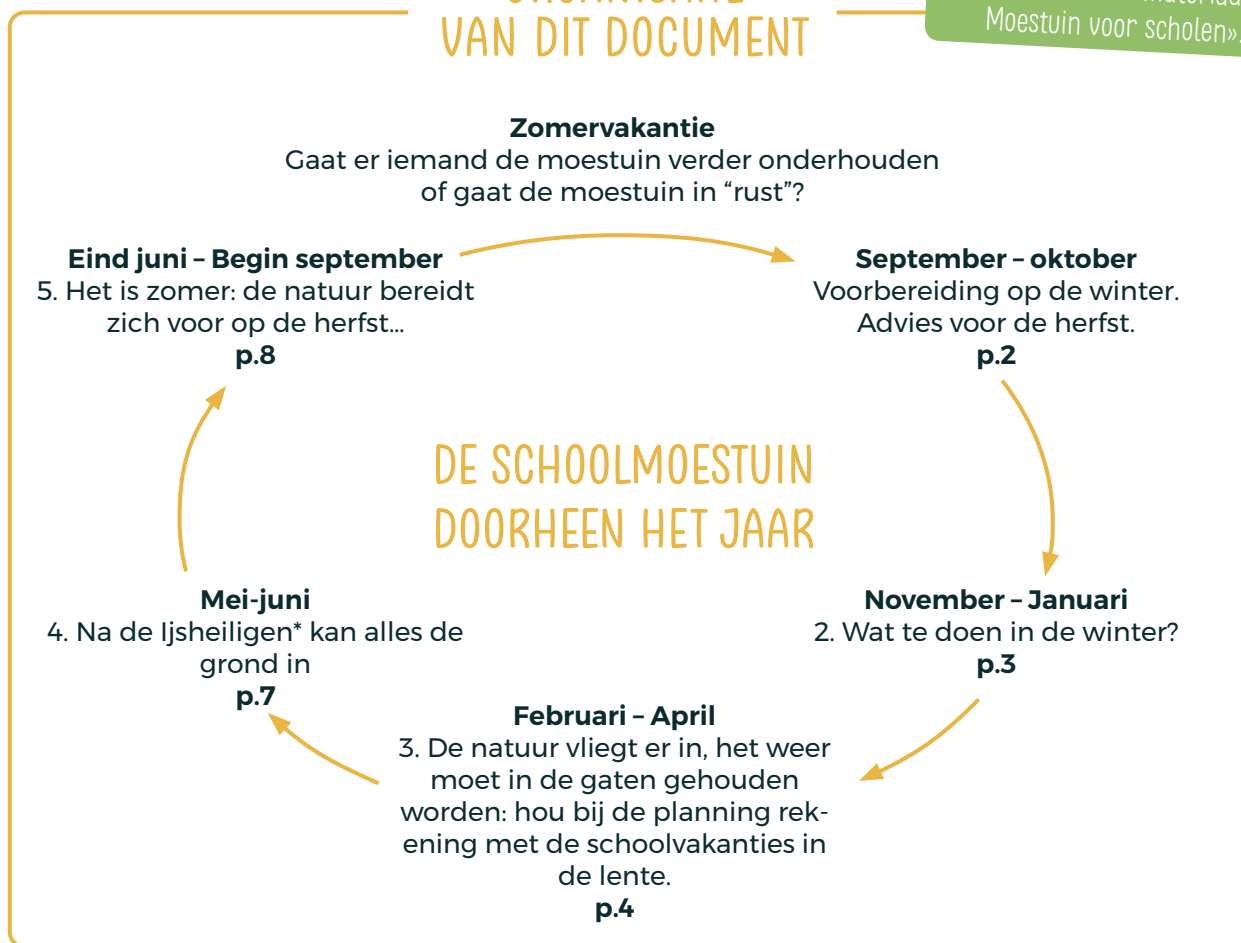 VAN DIT DOCUMENT
Moestuin voor scholen»
Zomervakantie
Gaat er iemand de moestuin verder onderhouden
of gaat de moestuin in “rust”?
Eind juni – Begin september
5. Het is zomer: de natuur bereidt
zich voor op de herfst...
p.8
September – oktober
Voorbereiding op de winter.
Advies voor de herfst.
p.2
DE SCHOOLMOESTUIN
DOORHEEN HET JAAR
Mei-juni
4. Na de Ijsheiligen* kan alles de
grond in
p.7
November – Januari
2. Wat te doen in de winter?
p.3
Februari – April
3. De natuur vliegt er in, het weer
moet in de gaten gehouden
worden: hou bij de planning rek-
ening met de schoolvakanties in
de lente.
p.4